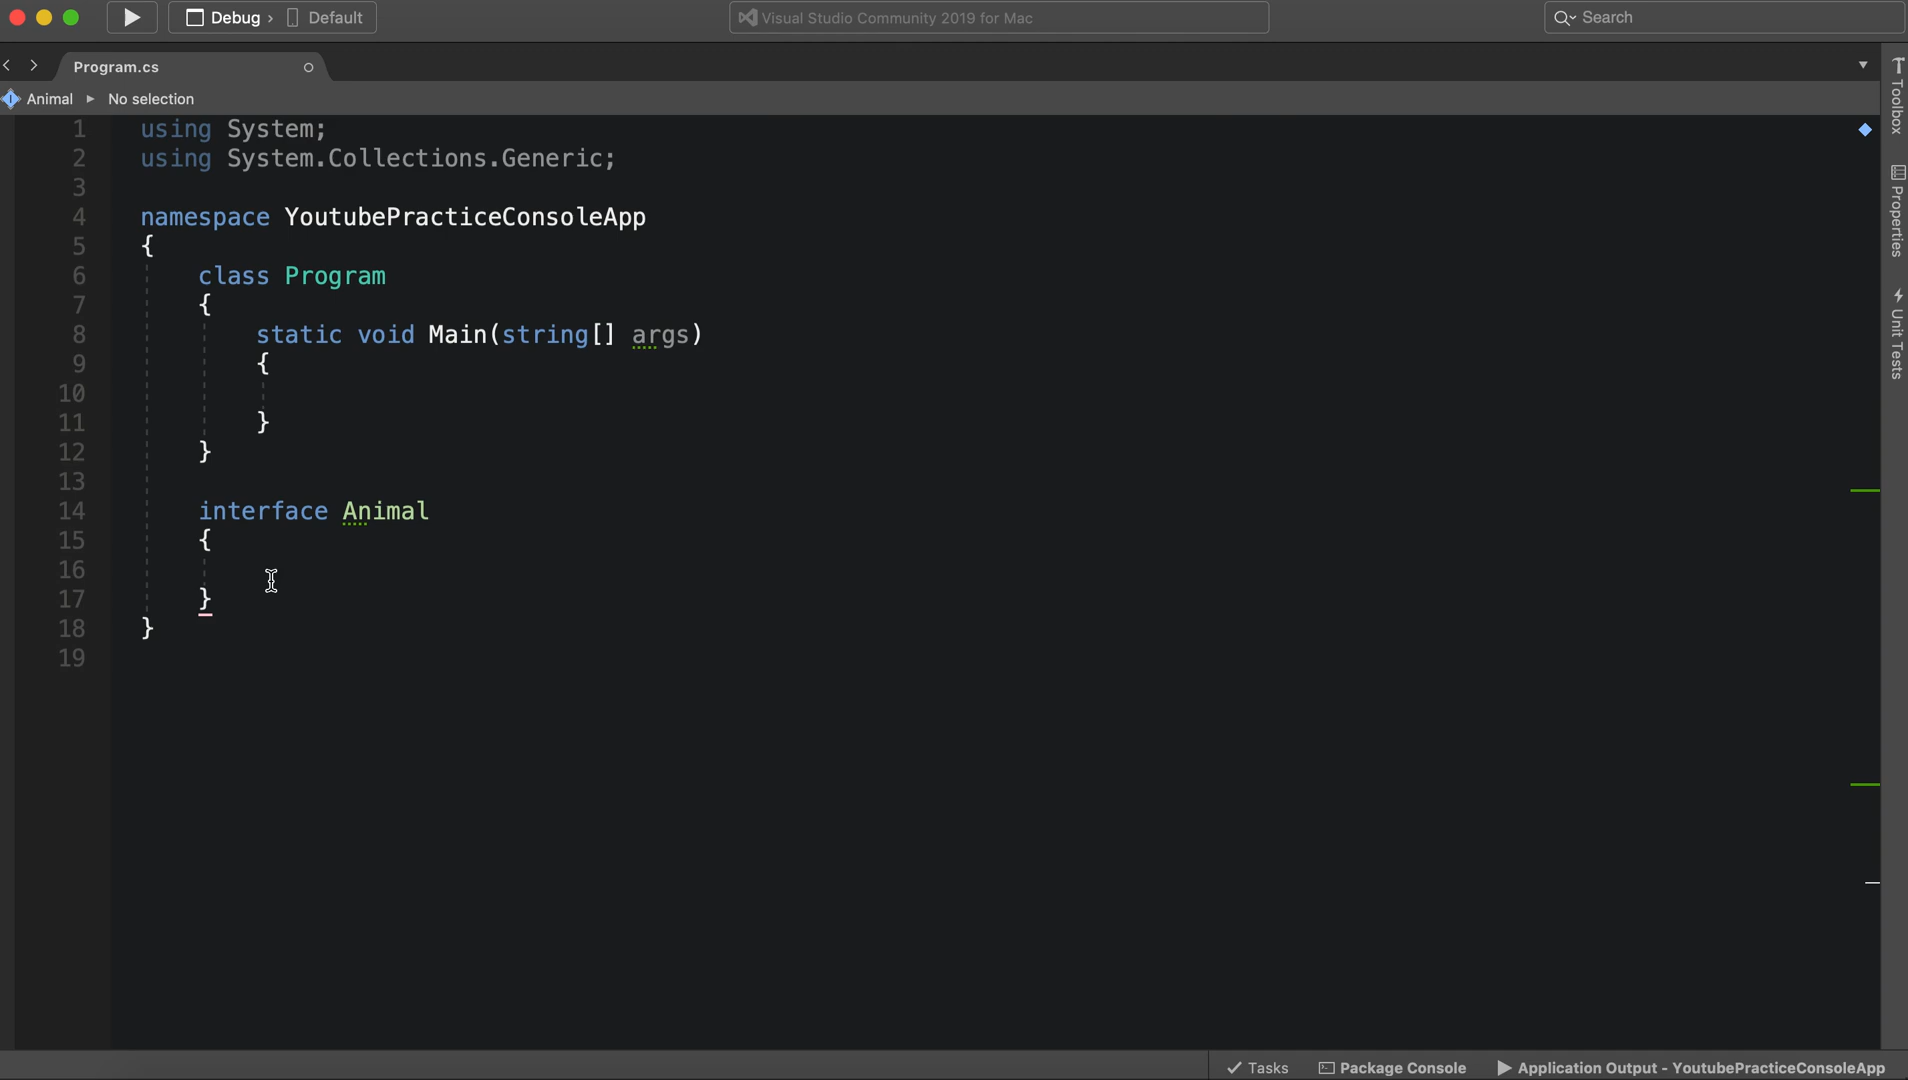 Debug › Default
Visual Studio Community 2019 for Mac
Search
Program.cs
Animal ▸ No selection
1 using System;
2 using System.Collections.Generic;
3
4 namespace YoutubePracticeConsoleApp
5 {
6 class Program
7 {
8 static void Main(string[] args)
9 {
10
11 }
12 }
13
14 interface Animal
15 {
16
17 }
18 }
19
Toolbox
Properties
Unit Tests
Tasks Package Console Application Output - YoutubePracticeConsoleApp